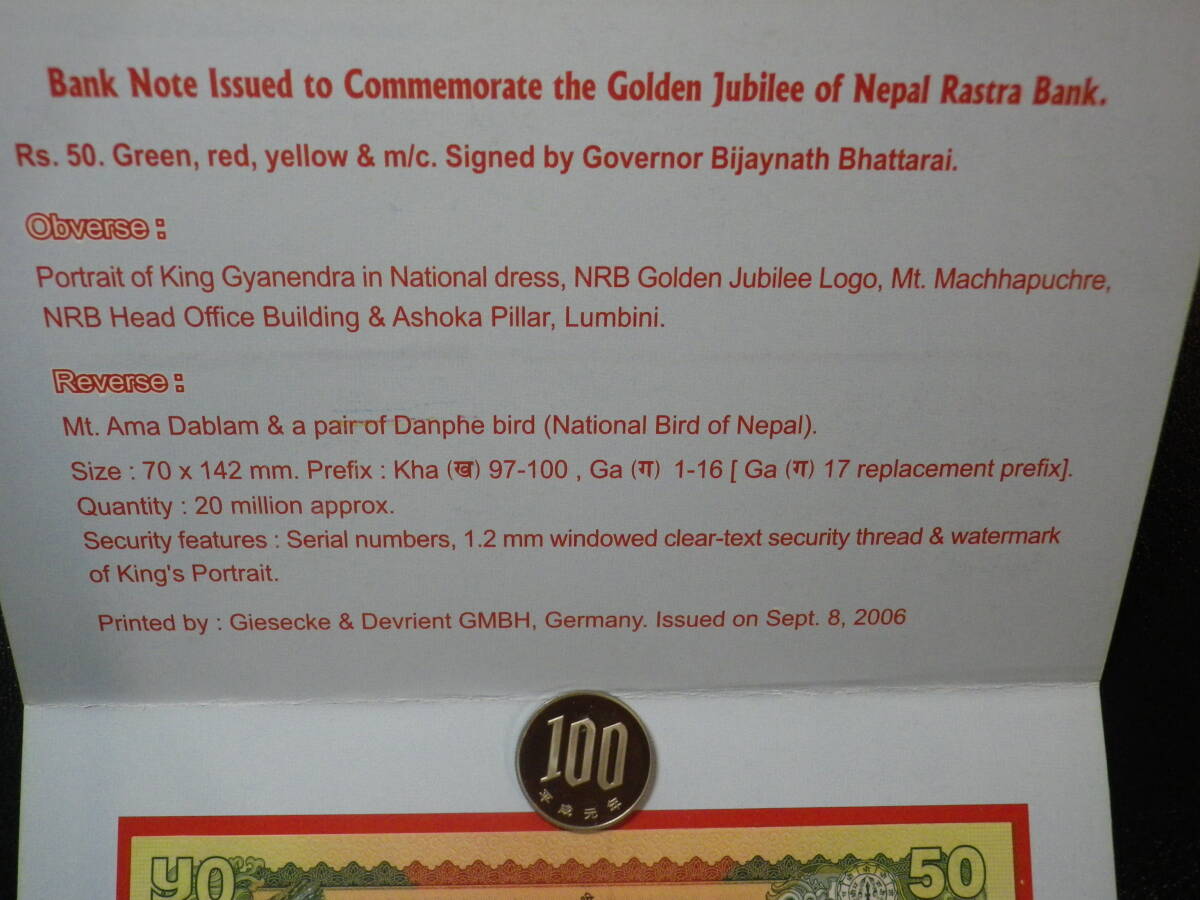 Bank Note Issued to Commemorate the Golden Jubilee of Nepal Rastra Bank.
Rs. 50. Green, red, yellow & m/c. Signed by Governor Bijaynath Bhattarai.
Obverse :
Portrait of King Gyanendra in National dress, NRB Golden Jubilee Logo, Mt. Machhapuchre,
NRB Head Office Building & Ashoka Pillar, Lumbini.
Reverse :
Mt. Ama Dablam & a pair of Danphe bird (National Bird of Nepal).
Size : 70 x 142 mm. Prefix : Kha (ख) 97-100 , Ga (ग) 1-16 [ Ga (ग) 17 replacement prefix].
Quantity : 20 million approx.
Security features : Serial numbers, 1.2 mm windowed clear-text security thread & watermark
of King's Portrait.
Printed by : Giesecke & Devrient GMBH, Germany. Issued on Sept. 8, 2006
100
平成元年
५० 50